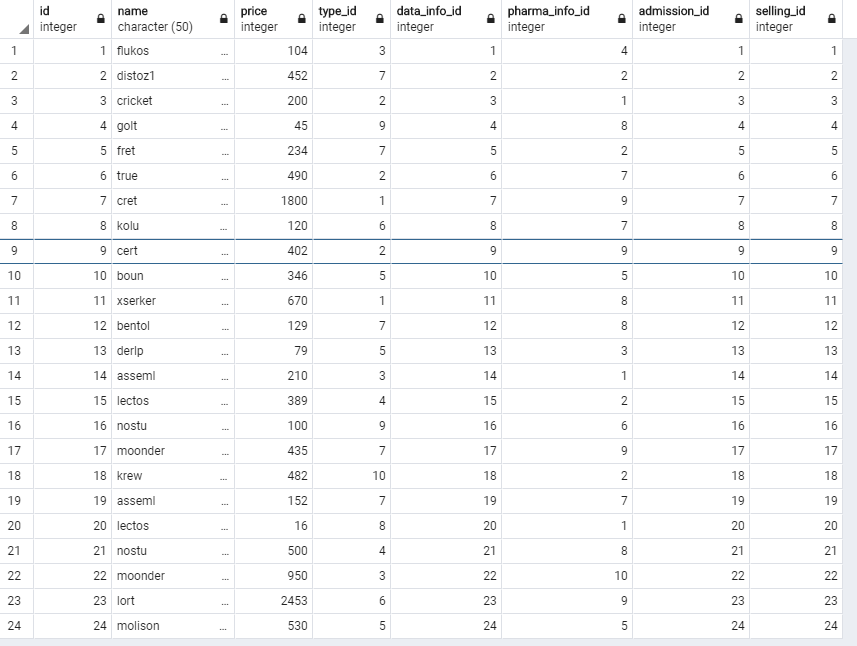 id name price type_id data_info_id pharma_info_id admission_id selling_id
integer character (50) integer integer integer integer integer integer
1 1 flukos ... 104 3 1 4 1 1
2 2 distoz1 ... 452 7 2 2 2 2
3 3 cricket ... 200 2 3 1 3 3
4 4 golt ... 45 9 4 8 4 4
5 5 fret ... 234 7 5 2 5 5
6 6 true ... 490 2 6 7 6 6
7 7 cret ... 1800 1 7 9 7 7
8 8 kolu ... 120 6 8 7 8 8
9 9 cert ... 402 2 9 9 9 9
10 10 boun ... 346 5 10 5 10 10
11 11 xserker ... 670 1 11 8 11 11
12 12 bentol ... 129 7 12 8 12 12
13 13 derlp ... 79 5 13 3 13 13
14 14 asseml ... 210 3 14 1 14 14
15 15 lectos ... 389 4 15 2 15 15
16 16 nostu ... 100 9 16 6 16 16
17 17 moonder ... 435 7 17 9 17 17
18 18 krew ... 482 10 18 2 18 18
19 19 asseml ... 152 7 19 7 19 19
20 20 lectos ... 16 8 20 1 20 20
21 21 nostu ... 500 4 21 8 21 21
22 22 moonder ... 950 3 22 10 22 22
23 23 lort ... 2453 6 23 9 23 23
24 24 molison ... 530 5 24 5 24 24